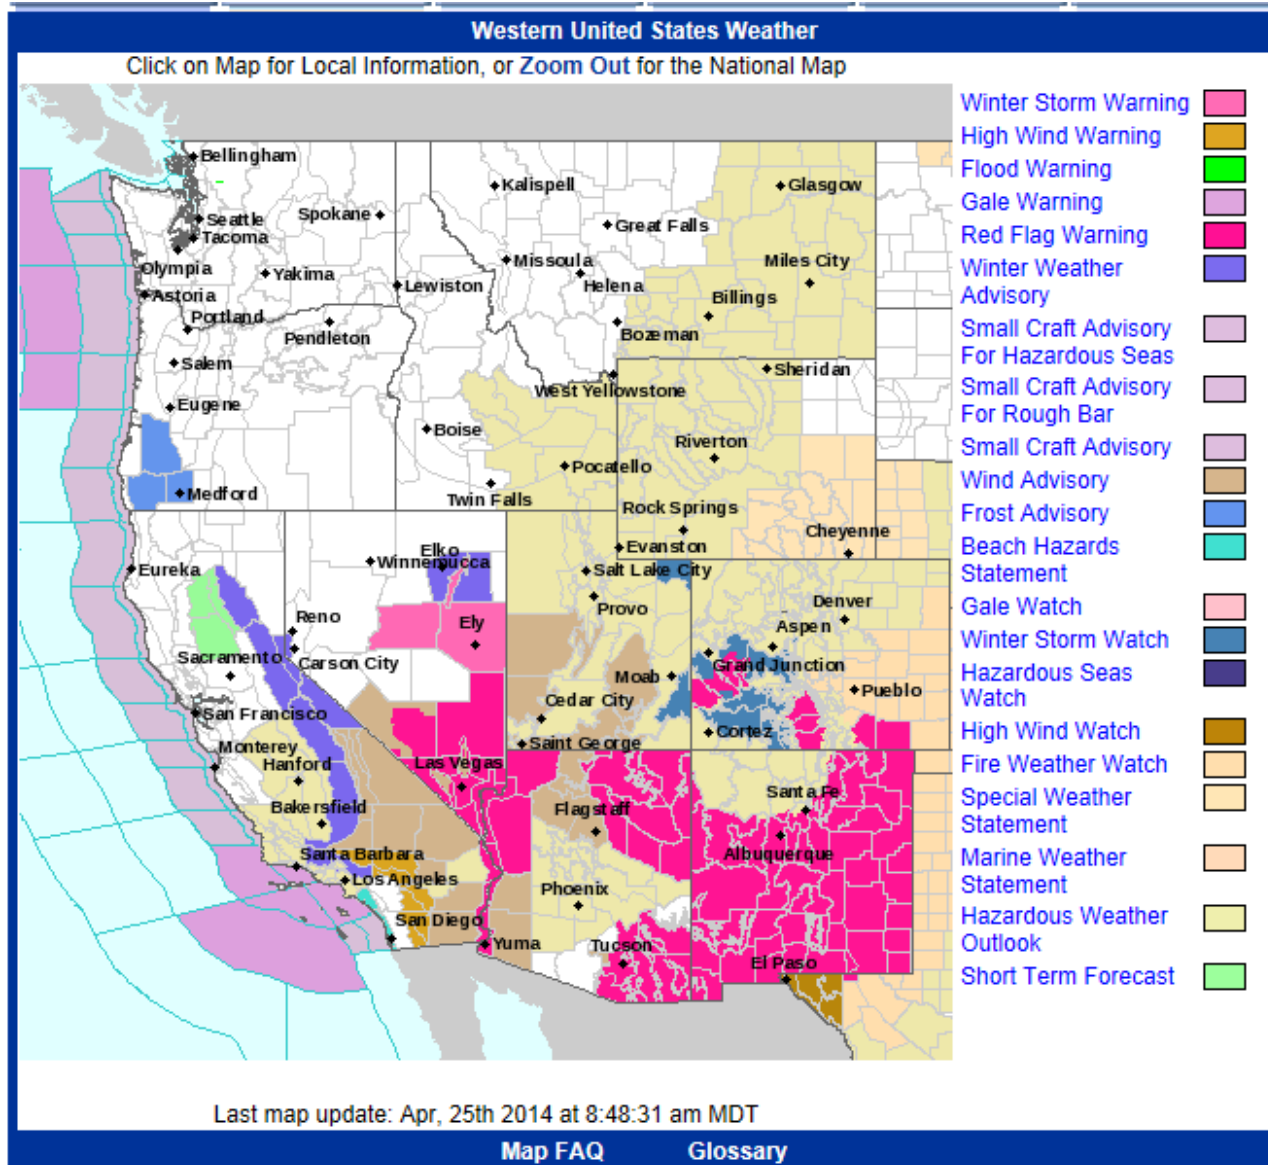 Western United States Weather
Click on Map for Local Information, or Zoom Out for the National Map
Bellingham
Seattle
Tacoma
Olympia
Spokane
Yakima
Astoria
Portland
Pendleton
Lewiston
Salem
Eugene
Medford
Kalispell
Great Falls
Missoula
Helena
Glasgow
Miles City
Billings
Bozeman
West Yellowstone
Sheridan
Boise
Pocatello
Twin Falls
Riverton
Rock Springs
Cheyenne
Evanston
Eureka
Elko
Winnemucca
Reno
Ely
Carson City
Sacramento
San Francisco
Monterey
Hanford
Bakersfield
Santa Barbara
Los Angeles
San Diego
Las Vegas
Salt Lake City
Provo
Moab
Cedar City
Saint George
Denver
Aspen
Grand Junction
Pueblo
Cortez
Flagstaff
Phoenix
Yuma
Tucson
Santa Fe
Albuquerque
El Paso
Winter Storm Warning
High Wind Warning
Flood Warning
Gale Warning
Red Flag Warning
Winter Weather
Advisory
Small Craft Advisory
For Hazardous Seas
Small Craft Advisory
For Rough Bar
Small Craft Advisory
Wind Advisory
Frost Advisory
Beach Hazards
Statement
Gale Watch
Winter Storm Watch
Hazardous Seas
Watch
High Wind Watch
Fire Weather Watch
Special Weather
Statement
Marine Weather
Statement
Hazardous Weather
Outlook
Short Term Forecast
Last map update: Apr, 25th 2014 at 8:48:31 am MDT
Map FAQ Glossary